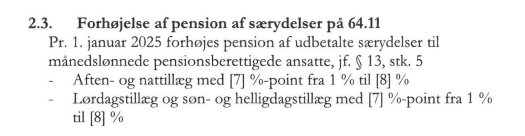 2.3. Forhøjelse af pension af særydelser på 64.11
Pr. 1. januar 2025 forhøjes pension af udbetalte særydelser til
månedslønnede pensionsberettigede ansatte, jf. § 13, stk. 5
- Aften- og nattillæg med [7] %-point fra 1 % til [8] %
- Lørdagstillæg og søn- og helligdagstillæg med [7] %-point fra 1 %
til [8] %